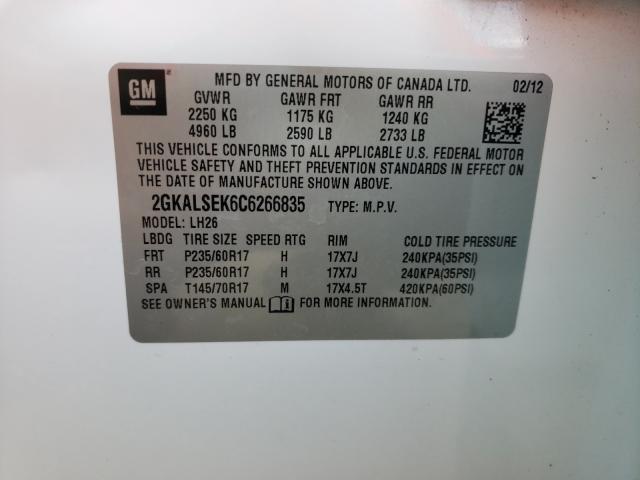 GM
MFD BY GENERAL MOTORS OF CANADA LTD. 02/12
GVWR GAWR FRT GAWR RR
2250 KG 1175 KG 1240 KG
4960 LB 2590 LB 2733 LB
THIS VEHICLE CONFORMS TO ALL APPLICABLE U.S. FEDERAL MOTOR
VEHICLE SAFETY AND THEFT PREVENTION STANDARDS IN EFFECT ON
THE DATE OF MANUFACTURE SHOWN ABOVE.
2GKALSEK6C6266835 TYPE: M.P.V.
MODEL: LH26
LBDG TIRE SIZE SPEED RTG RIM COLD TIRE PRESSURE
FRT P235/60R17 H 17X7J 240KPA(35PSI)
RR P235/60R17 H 17X7J 240KPA(35PSI)
SPA T145/70R17 M 17X4.5T 420KPA(60PSI)
SEE OWNER'S MANUAL FOR MORE INFORMATION.